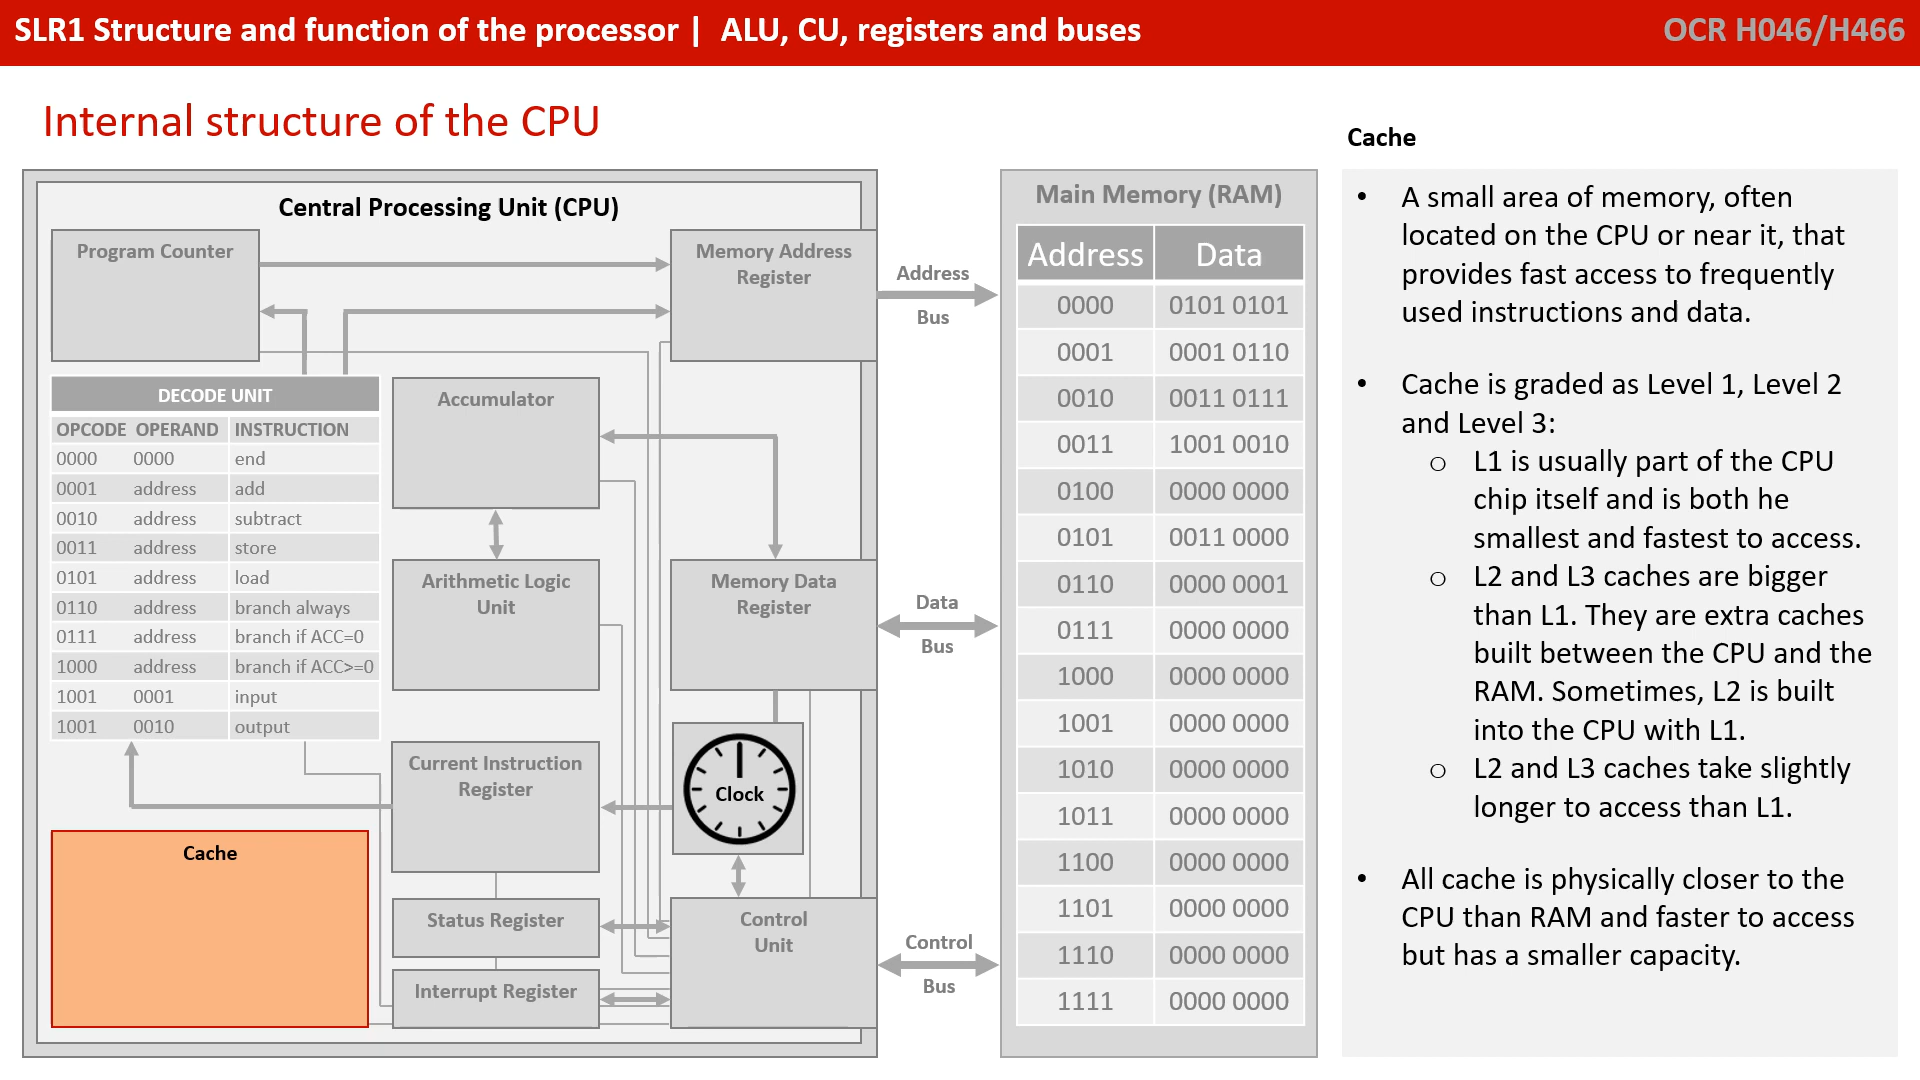 SLR1 Structure and function of the processor | ALU, CU, registers and buses
OCR H046/H466
Internal structure of the CPU
Central Processing Unit (CPU)
Program Counter
Memory Address
Register
DECODE UNIT
OPCODE OPERAND INSTRUCTION
0000 0000 end
0001 address add
0010 address subtract
0011 address store
0101 address load
0110 address branch always
0111 address branch if ACC=0
1000 address branch if ACC>=0
1001 0001 input
1001 0010 output
Accumulator
Arithmetic Logic
Unit
Memory Data
Register
Current Instruction
Register
Clock
Cache
Status Register
Interrupt Register
Control
Unit
Address
Bus
Data
Bus
Control
Bus
Main Memory (RAM)
Address Data
0000 0101 0101
0001 0001 0110
0010 0011 0111
0011 1001 0010
0100 0000 0000
0101 0011 0000
0110 0000 0001
0111 0000 0000
1000 0000 0000
1001 0000 0000
1010 0000 0000
1011 0000 0000
1100 0000 0000
1101 0000 0000
1110 0000 0000
1111 0000 0000
Cache
• A small area of memory, often
located on the CPU or near it, that
provides fast access to frequently
used instructions and data.
• Cache is graded as Level 1, Level 2
and Level 3:
o L1 is usually part of the CPU
chip itself and is both he
smallest and fastest to access.
o L2 and L3 caches are bigger
than L1. They are extra caches
built between the CPU and the
RAM. Sometimes, L2 is built
into the CPU with L1.
o L2 and L3 caches take slightly
longer to access than L1.
• All cache is physically closer to the
CPU than RAM and faster to access
but has a smaller capacity.